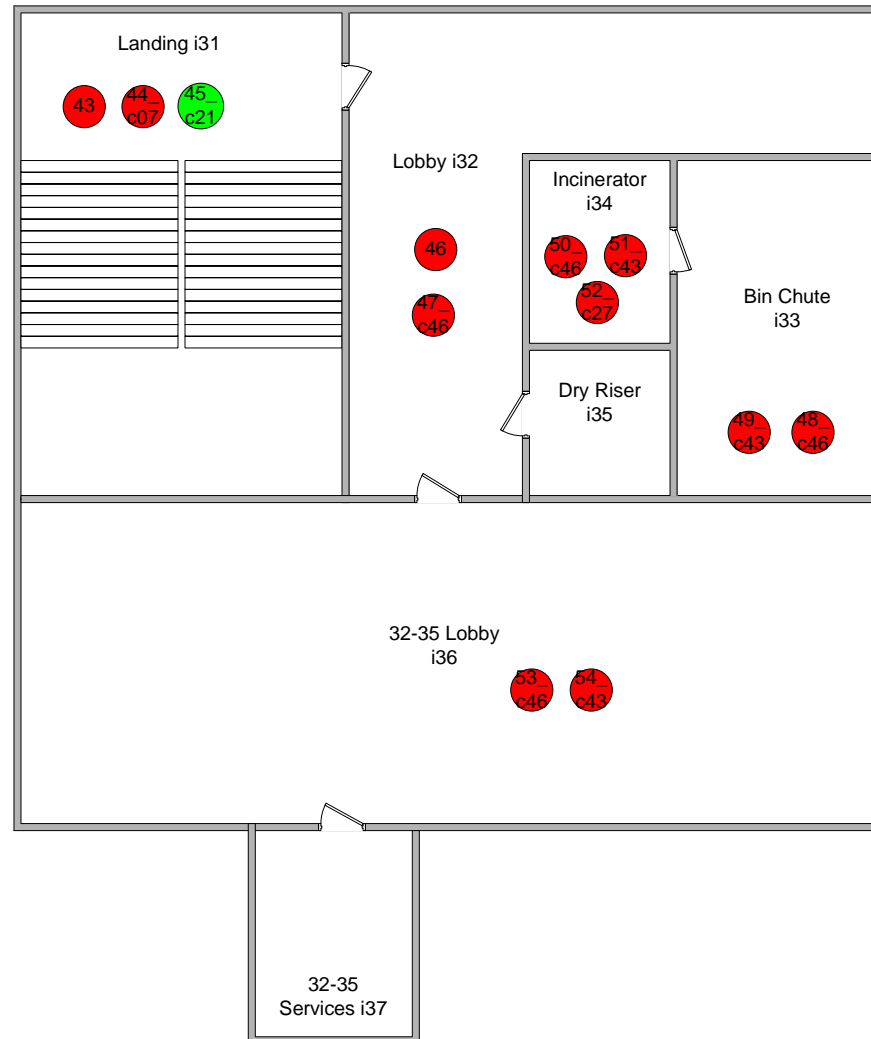 Landing i31
43
44_
c07
45_
c21
Lobby i32
46
47_
c46
Incinerator
i34
50_
c46
51_
c43
52_
c27
Bin Chute
i33
Dry Riser
i35
49_
c43
48_
c46
32-35 Lobby
i36
53_
c46
54_
c43
32-35
Services i37